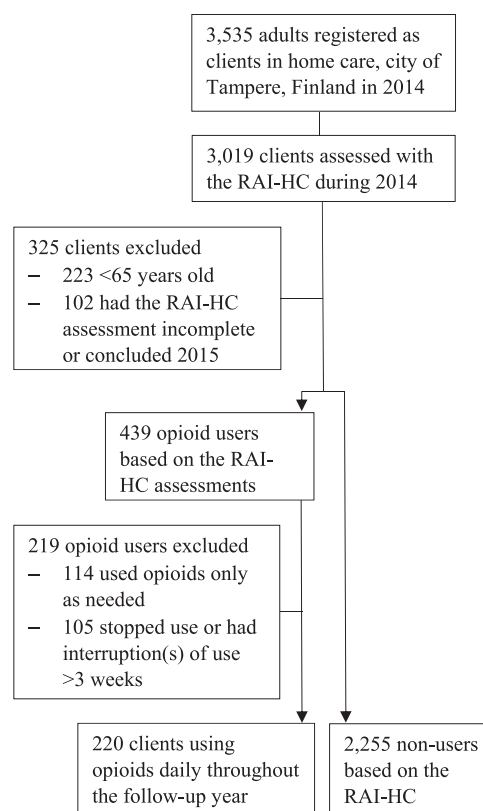 3,535 adults registered as
clients in home care, city of
Tampere, Finland in 2014
3,019 clients assessed with
the RAI-HC during 2014
325 clients excluded
– 223 <65 years old
– 102 had the RAI-HC
assessment incomplete
or concluded 2015
439 opioid users
based on the RAI-
HC assessments
219 opioid users excluded
– 114 used opioids only
as needed
– 105 stopped use or had
interruption(s) of use
>3 weeks
220 clients using
opioids daily throughout
the follow-up year
2,255 non-users
based on the
RAI-HC